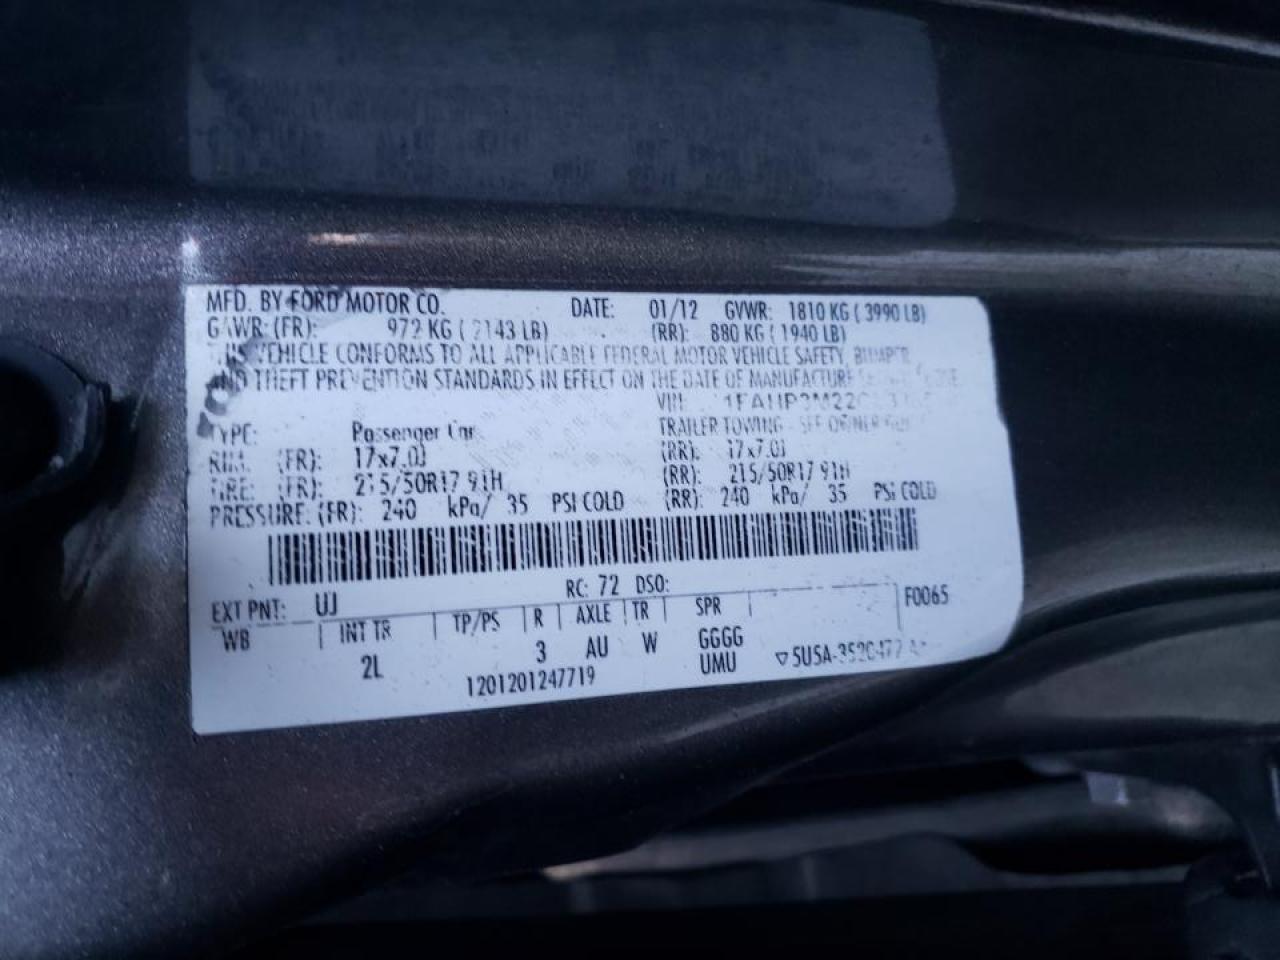 MFD. BY FORD MOTOR CO. DATE: 01/12 GVWR: 1810 KG ( 3990 LB)
GAWR: (FR): 972 KG ( 2143 LB) (RR): 880 KG ( 1940 LB)
THIS VEHICLE CONFORMS TO ALL APPLICABLE FEDERAL MOTOR VEHICLE SAFETY, BUMPER,
AND THEFT PREVENTION STANDARDS IN EFFECT ON THE DATE OF MANUFACTURE
VIN:
TYPE: Passenger Car TRAILER TOWING - SEE OWNER
RIM: (FR): 17x7.0J (RR): 17x7.0J
TIRE: (FR): 215/50R17 91H (RR): 215/50R17 91H
PRESSURE: (FR): 240 kPa/ 35 PSI COLD (RR): 240 kPa/ 35 PSI COLD
RC: 72 DSO:
EXT PNT: UJ F0065
WB INT TR TP/PS R AXLE TR SPR
2L 3 AU W GGGG
1201201247719 UMU